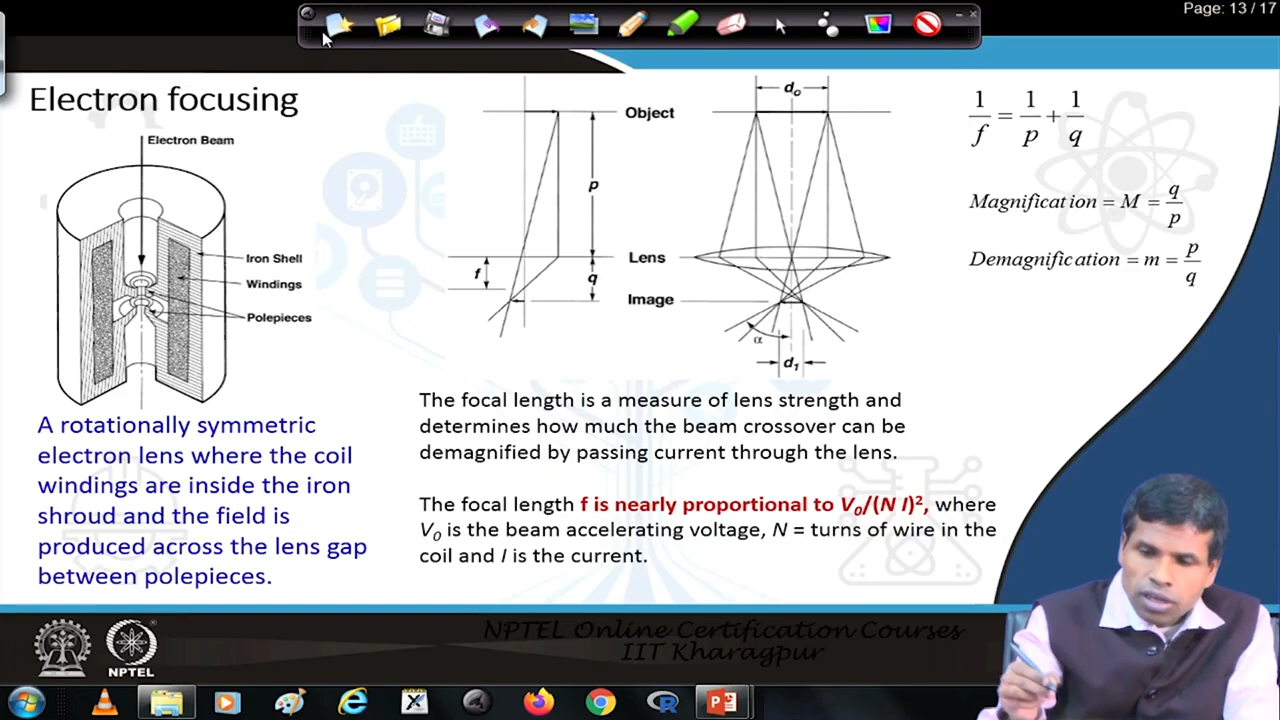 Page: 13 / 17
Electron focusing
Electron Beam
Iron Shell
Windings
Polepieces
Object
p
Lens
f
q
Image
d₀
α
d₁
1/f = 1/p + 1/q
Magnification = M = q/p
Demagnification = m = p/q
A rotationally symmetric
electron lens where the coil
windings are inside the iron
shroud and the field is
produced across the lens gap
between polepieces.
The focal length is a measure of lens strength and
determines how much the beam crossover can be
demagnified by passing current through the lens.
The focal length f is nearly proportional to V₀/(N I)², where
V₀ is the beam accelerating voltage, N = turns of wire in the
coil and I is the current.
NPTEL
NPTEL Online Certification Courses
IIT Kharagpur